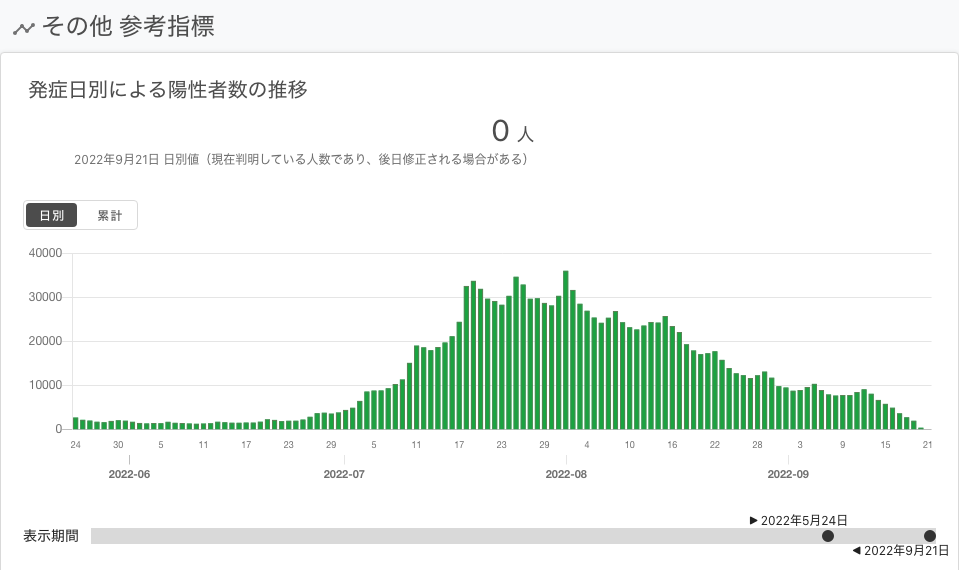 その他 参考指標
発症日別による陽性者数の推移
0 人
2022年9月21日 日別値（現在判明している人数であり、後日修正される場合がある）
日別 累計
40000
30000
20000
10000
0
24 30 5 11 17 23 29 5 11 17 23 29 4 10 16 22 28 3 9 15 21
2022-06 2022-07 2022-08 2022-09
▶ 2022年5月24日
表示期間
◀ 2022年9月21日